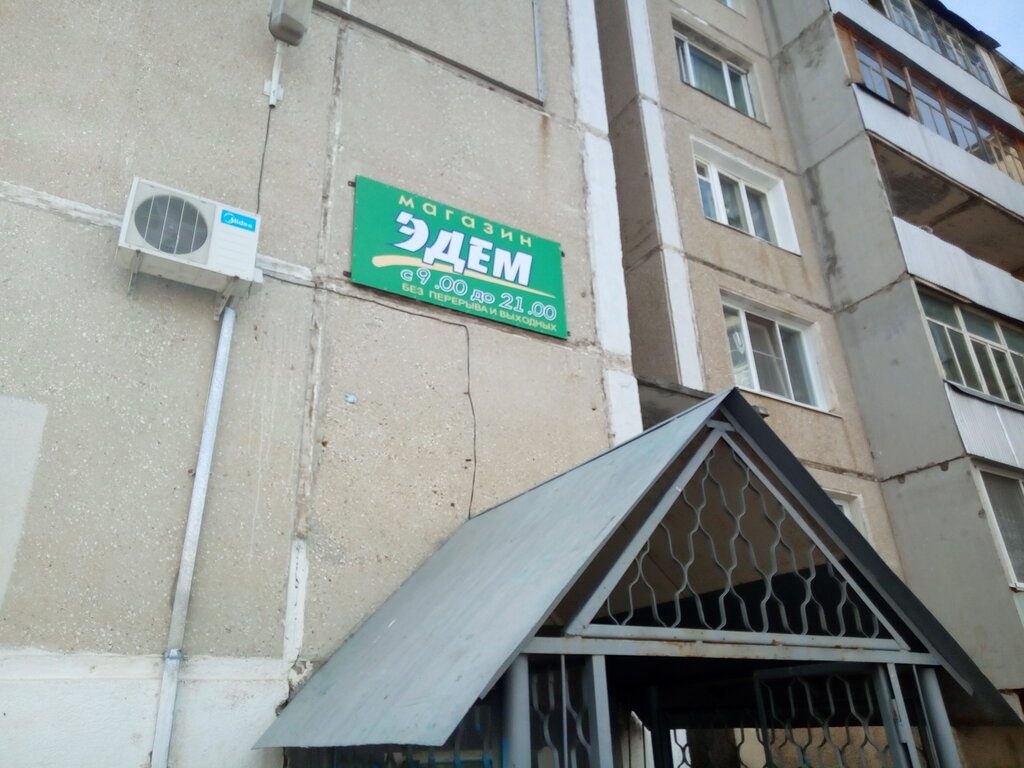 Midea
магазин
ЭДЕМ
с 9.00 до 21.00
БЕЗ ПЕРЕРЫВА И ВЫХОДНЫХ